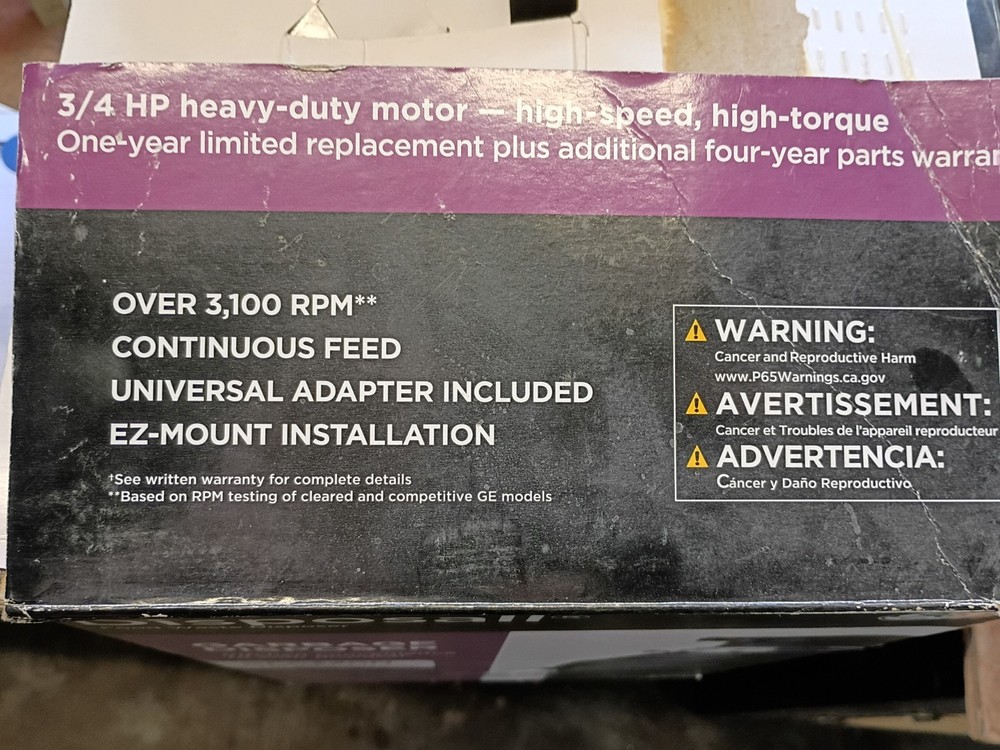 3/4 HP heavy-duty motor — high-speed, high-torque
One-year limited replacement plus additional four-year parts
OVER 3,100 RPM**
CONTINUOUS FEED
UNIVERSAL ADAPTER INCLUDED
EZ-MOUNT INSTALLATION
†See written warranty for complete details
**Based on RPM testing of cleared and competitive GE models
WARNING:
Cancer and Reproductive Harm
www.P65Warnings.ca.gov
AVERTISSEMENT:
Cancer et Troubles de l'appareil reproducteur
ADVERTENCIA:
Cáncer y Daño Reproductivo
GARBAGE